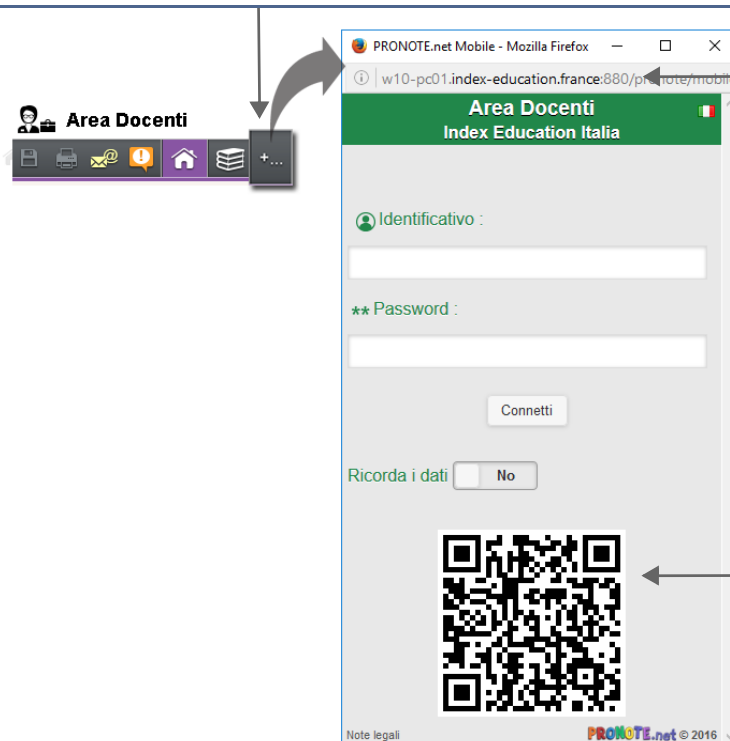 PRONOTE.net Mobile - Mozilla Firefox
w10-pc01.index-education.france:880/pronote/mobil
Area Docenti
Area Docenti
Index Education Italia
+...
Identificativo :
** Password :
Connetti
Ricorda i dati No
Note legali PRONOTE.net © 2016